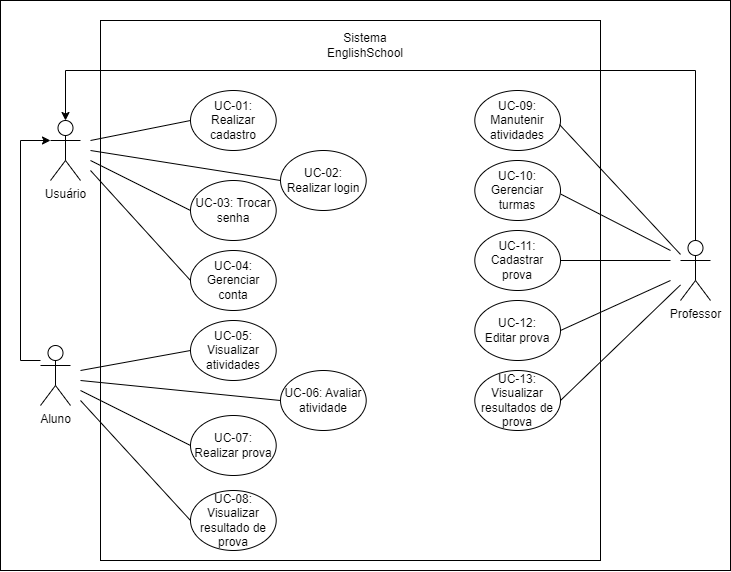 Sistema
EnglishSchool
UC-01:
Realizar
cadastro
UC-02:
Realizar login
UC-03: Trocar
senha
UC-04:
Gerenciar
conta
Usuário
UC-05:
Visualizar
atividades
UC-06: Avaliar
atividade
UC-07:
Realizar prova
UC-08:
Visualizar
resultado de
prova
Aluno
UC-09:
Manutenir
atividades
UC-10:
Gerenciar
turmas
UC-11:
Cadastrar
prova
UC-12:
Editar prova
UC-13:
Visualizar
resultados de
prova
Professor